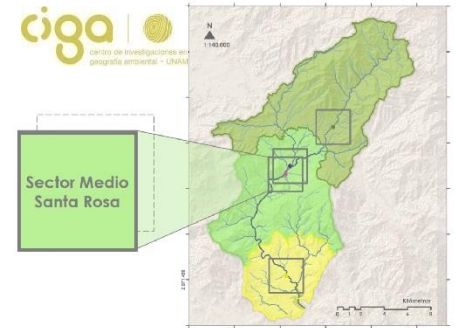 ciga
centro de investigaciones en
geografía ambiental - UNAM
N
1:140,000
Sector Medio
Santa Rosa
Kilómetros